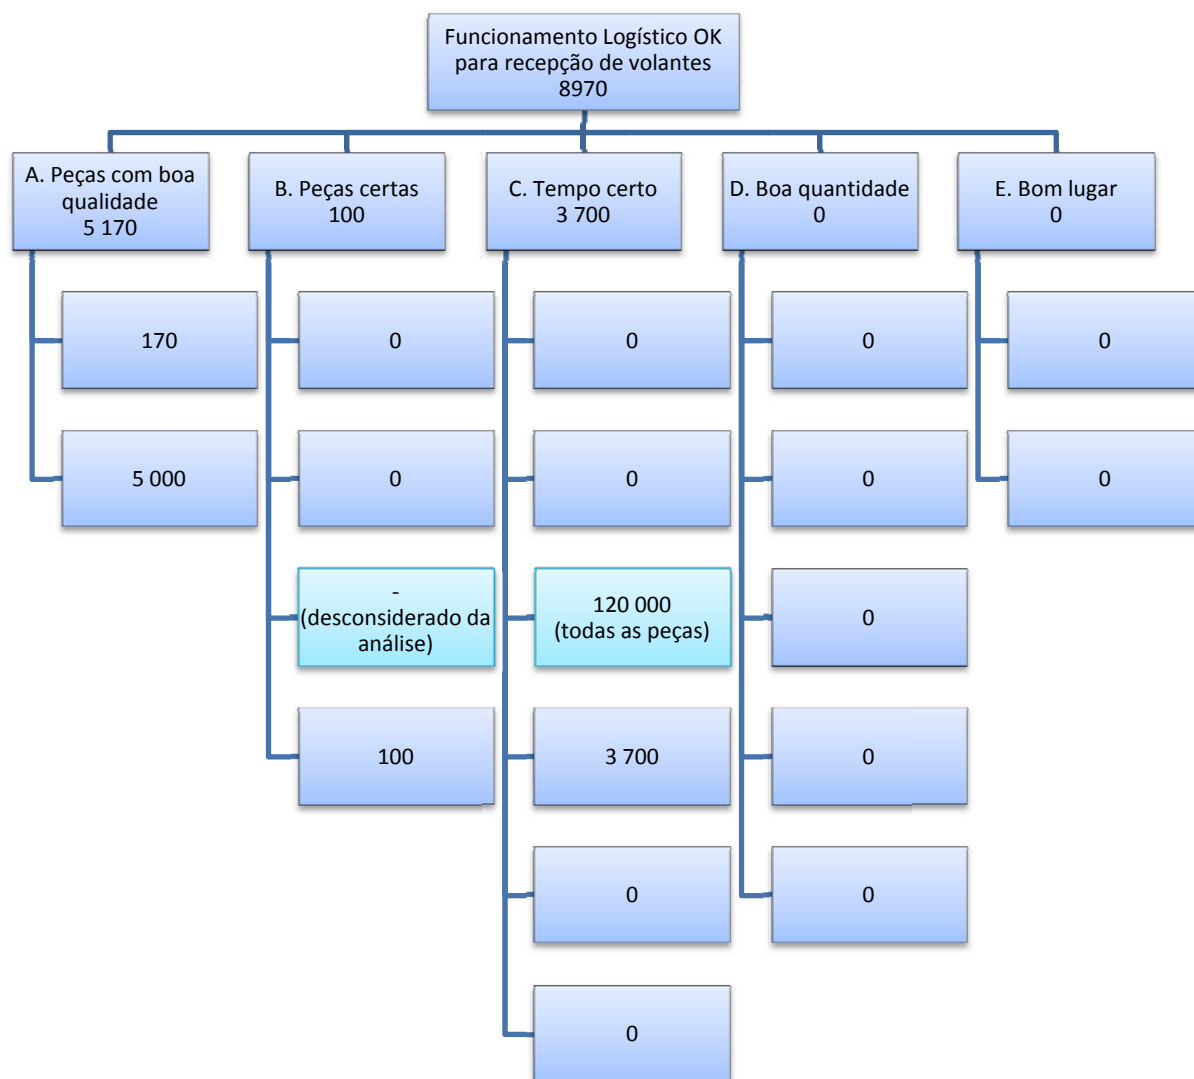 Funcionamento Logístico OK
para recepção de volantes
8970
A. Peças com boa
qualidade
5 170
B. Peças certas
100
C. Tempo certo
3 700
D. Boa quantidade
0
E. Bom lugar
0
170
0
0
0
0
5 000
0
0
0
0
-
(desconsiderado da
análise)
120 000
(todas as peças)
0
100
3 700
0
0
0
0